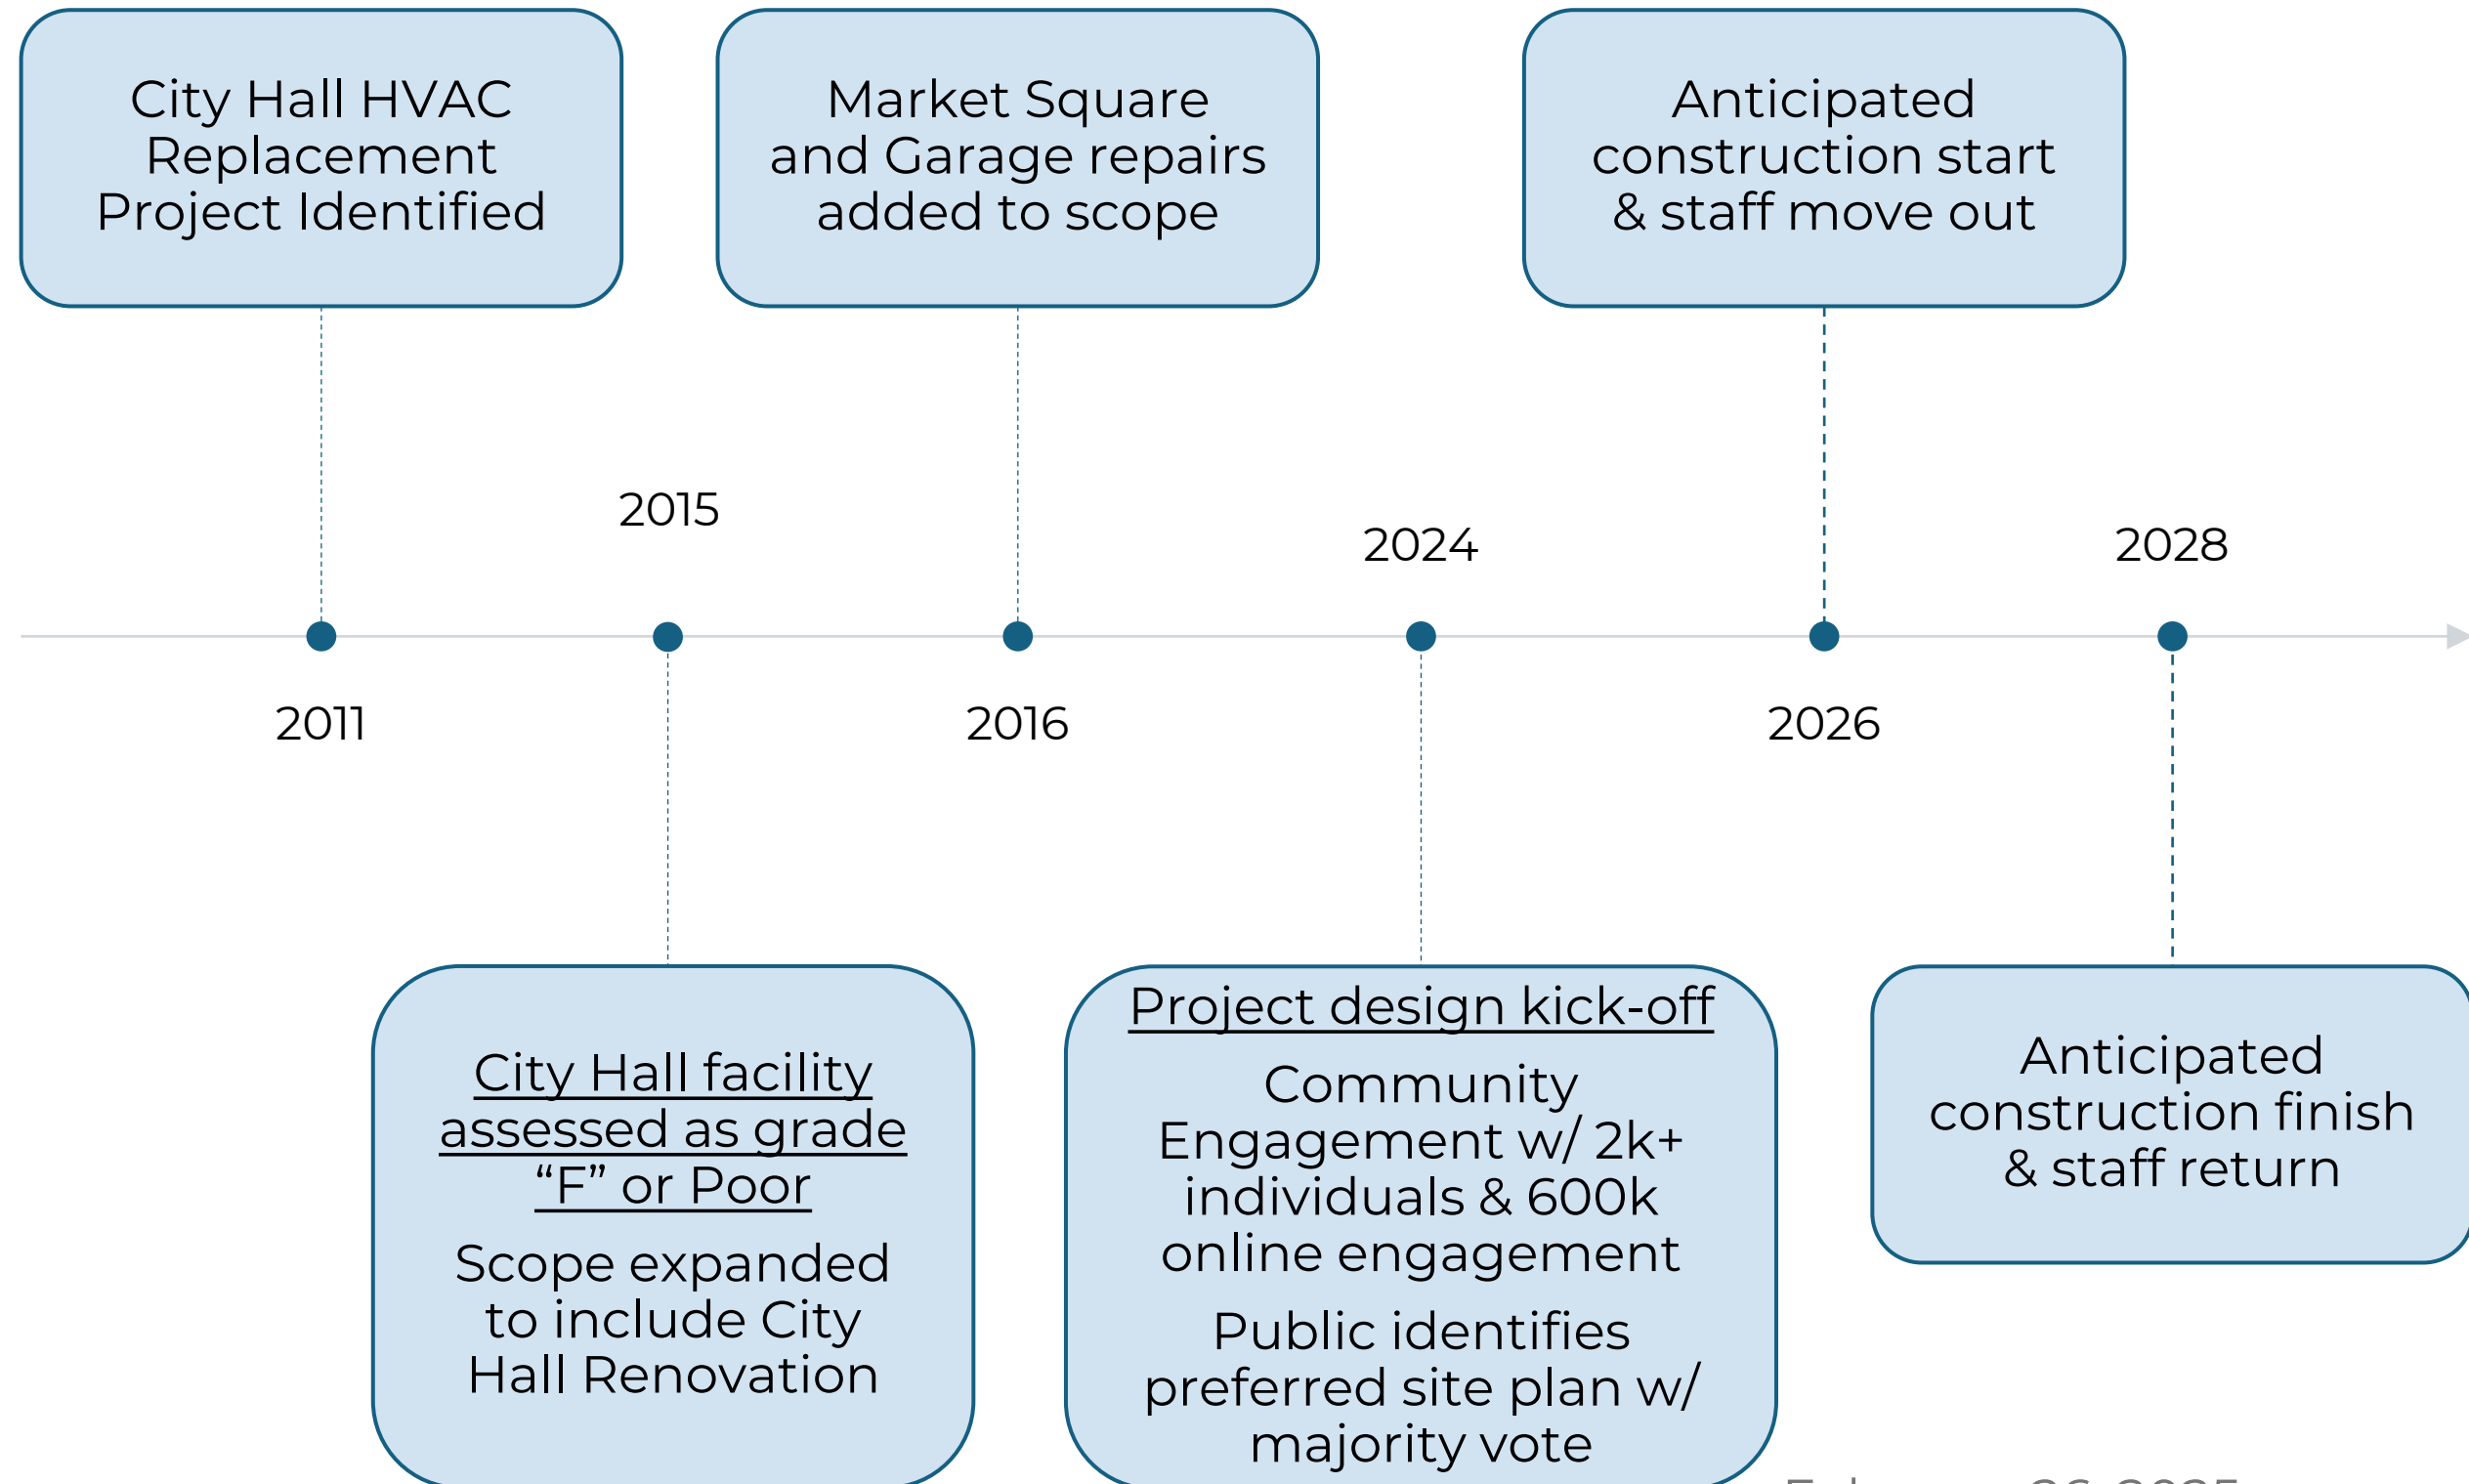 City Hall HVAC
Replacement
Project Identified
Market Square
and Garage repairs
added to scope
Anticipated
construction start
& staff move out
2015
2024
2028
2011
2016
2026
City Hall facility
assessed as grade
“F” or Poor
Scope expanded
to include City
Hall Renovation
Project design kick-off
Community
Engagement w/ 2k+
individuals & 600k
online engagement
Public identifies
preferred site plan w/
majority vote
Anticipated
construction finish
& staff return